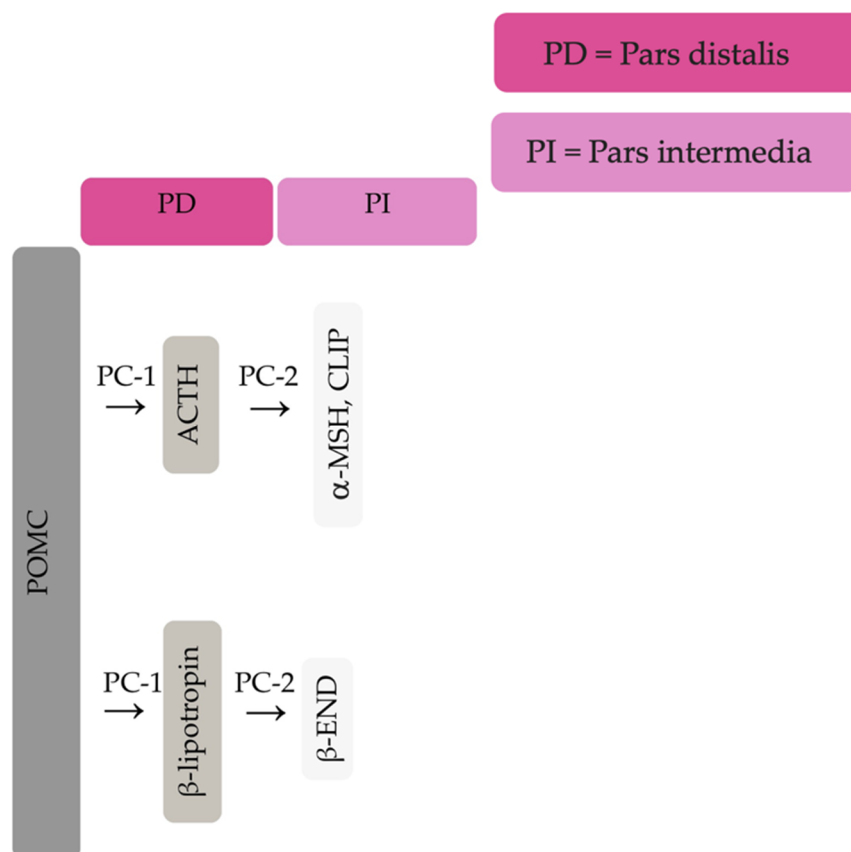 PD = Pars distalis
PI = Pars intermedia
PD
PI
POMC
PC-1
→
ACTH
PC-2
→
α-MSH, CLIP
PC-1
→
β-lipotropin
PC-2
→
β-END